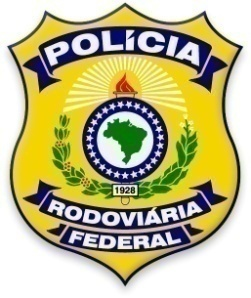 POLÍCIA
1928
RODOVIÁRIA
FEDERAL